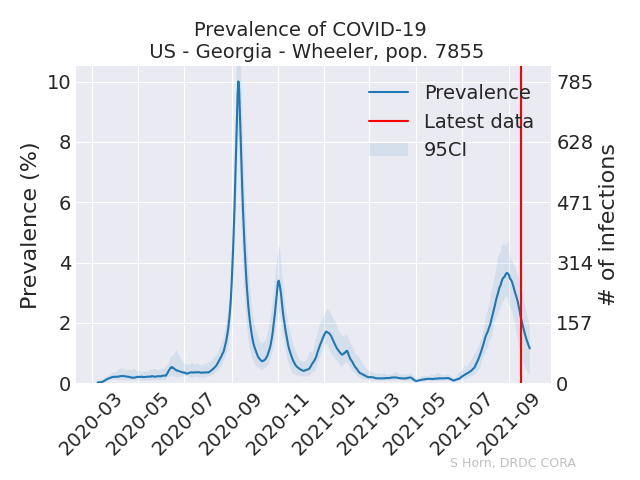 Prevalence of COVID-19
US - Georgia - Wheeler, pop. 7855
Prevalence (%)
10
8
6
4
2
0
Prevalence
Latest data
95CI
785
628
471
314
157
0
# of infections
2020-03
2020-05
2020-07
2020-09
2020-11
2021-01
2021-03
2021-05
2021-07
2021-09
S Horn, DRDC CORA